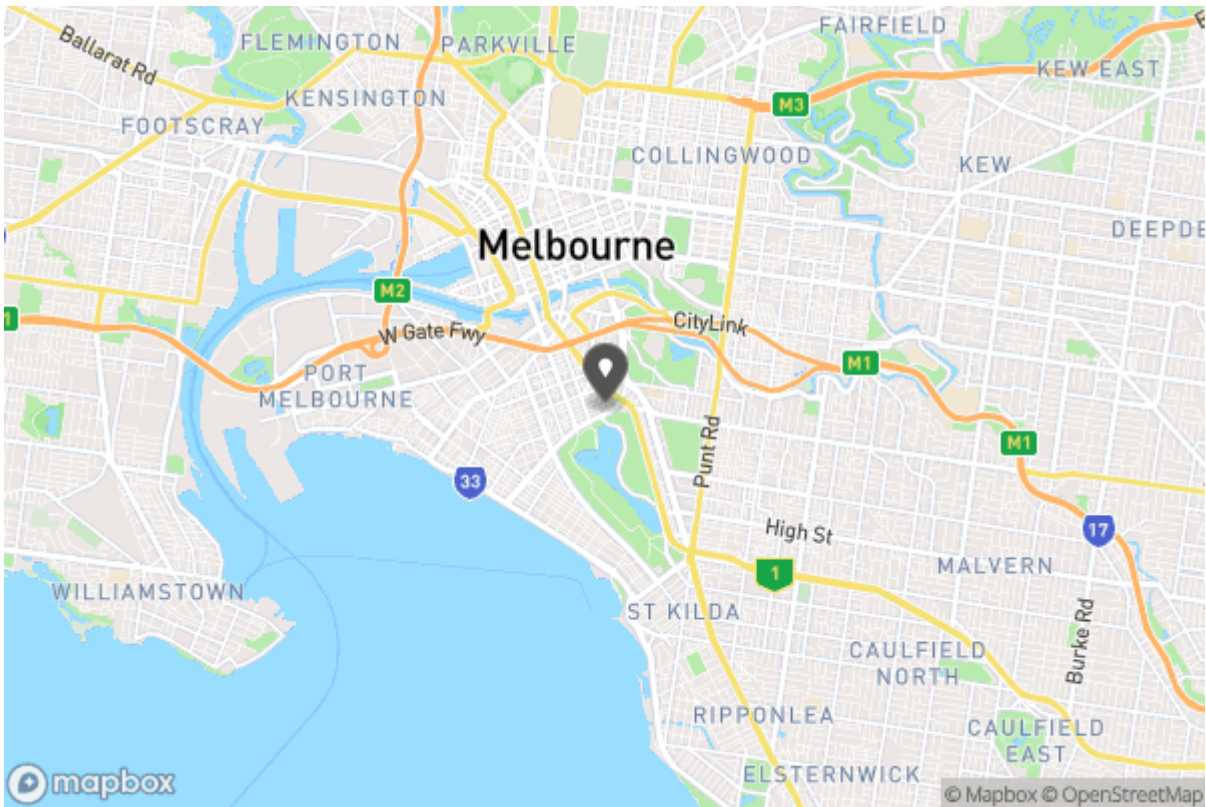 Ballarat Rd
FLEMINGTON
PARKVILLE
FAIRFIELD
E
KEW EAST
KENSINGTON
M3
FOOTSCRAY
COLLINGWOOD
KEW
DEEPDE
Melbourne
M2
1
W Gate Fwy
CityLink
M1
PORT
MELBOURNE
Punt Rd
M1
33
High St
17
1
MALVERN
WILLIAMSTOWN
ST KILDA
CAULFIELD
NORTH
Burke Rd
RIPPONLEA
CAULFIELD
EAST
ELSTERNWICK
mapbox
© Mapbox © OpenStreetMap